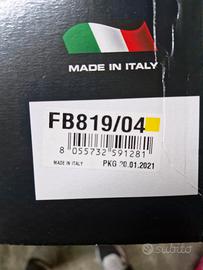 MADE IN ITALY
FB819/04
8 055732 591281
MADE IN ITALY
PKG 20.01.2021
subito